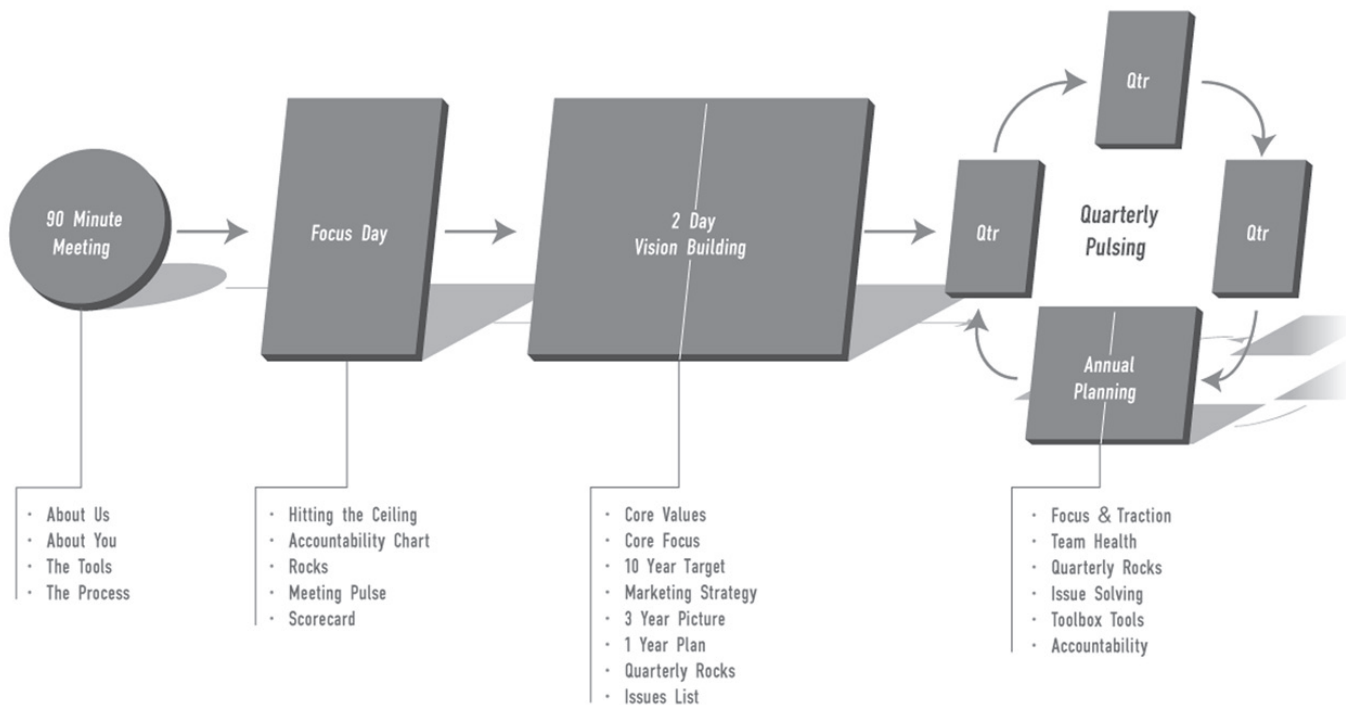 90 Minute
Meeting
Focus Day
2 Day
Vision Building
Qtr
Qtr
Qtr
Quarterly
Pulsing
Annual
Planning
· About Us
· About You
· The Tools
· The Process
· Hitting the Ceiling
· Accountability Chart
· Rocks
· Meeting Pulse
· Scorecard
· Core Values
· Core Focus
· 10 Year Target
· Marketing Strategy
· 3 Year Picture
· 1 Year Plan
· Quarterly Rocks
· Issues List
· Focus & Traction
· Team Health
· Quarterly Rocks
· Issue Solving
· Toolbox Tools
· Accountability